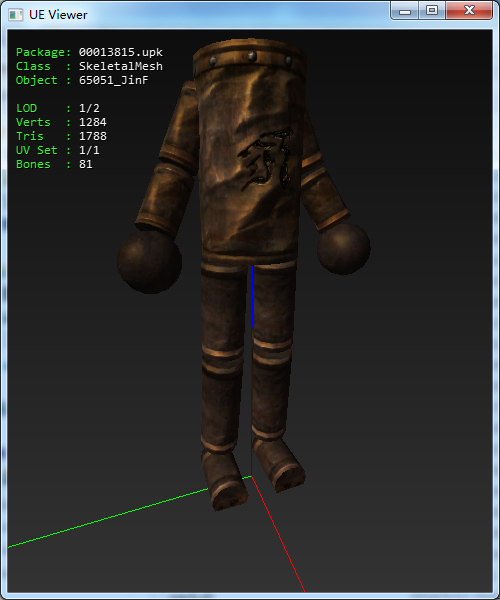 UE Viewer
Package: 00013815.upk
Class : SkeletalMesh
Object : 65051_JinF
LOD : 1/2
Verts : 1284
Tris : 1788
UV Set : 1/1
Bones : 81